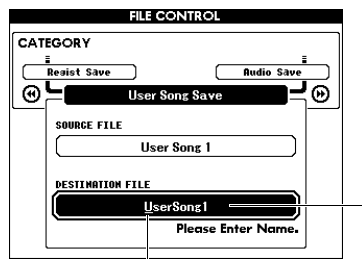 FILE CONTROL
CATEGORY
Regist Save
Audio Save
User Song Save
SOURCE FILE
User Song 1
DESTINATION FILE
UserSong1
Please Enter Name.